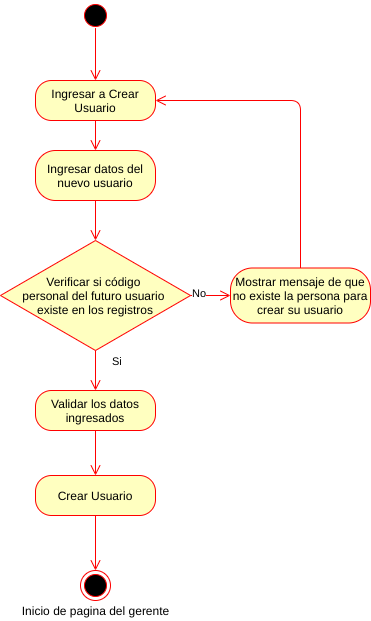 Ingresar a Crear
Usuario
Ingresar datos del
nuevo usuario
Verificar si código
personal del futuro usuario
existe en los registros
No
Mostrar mensaje de que
no existe la persona para
crear su usuario
Si
Validar los datos
ingresados
Crear Usuario
Inicio de pagina del gerente